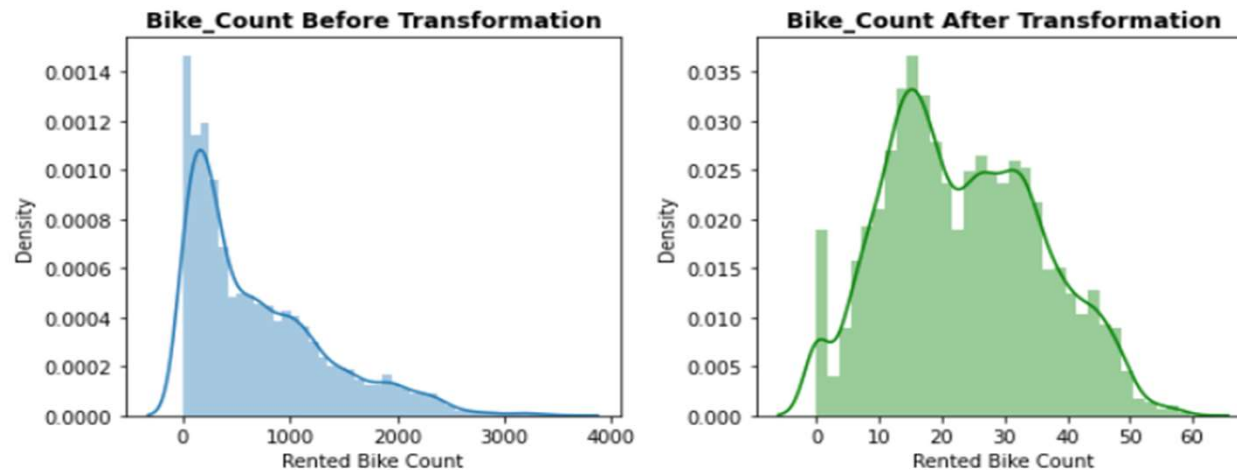 Bike_Count Before Transformation
0.0014
0.0012
0.0010
0.0008
0.0006
0.0004
0.0002
0.0000
Density
0 1000 2000 3000 4000
Rented Bike Count
Bike_Count After Transformation
0.035
0.030
0.025
0.020
0.015
0.010
0.005
0.000
Density
0 10 20 30 40 50 60
Rented Bike Count